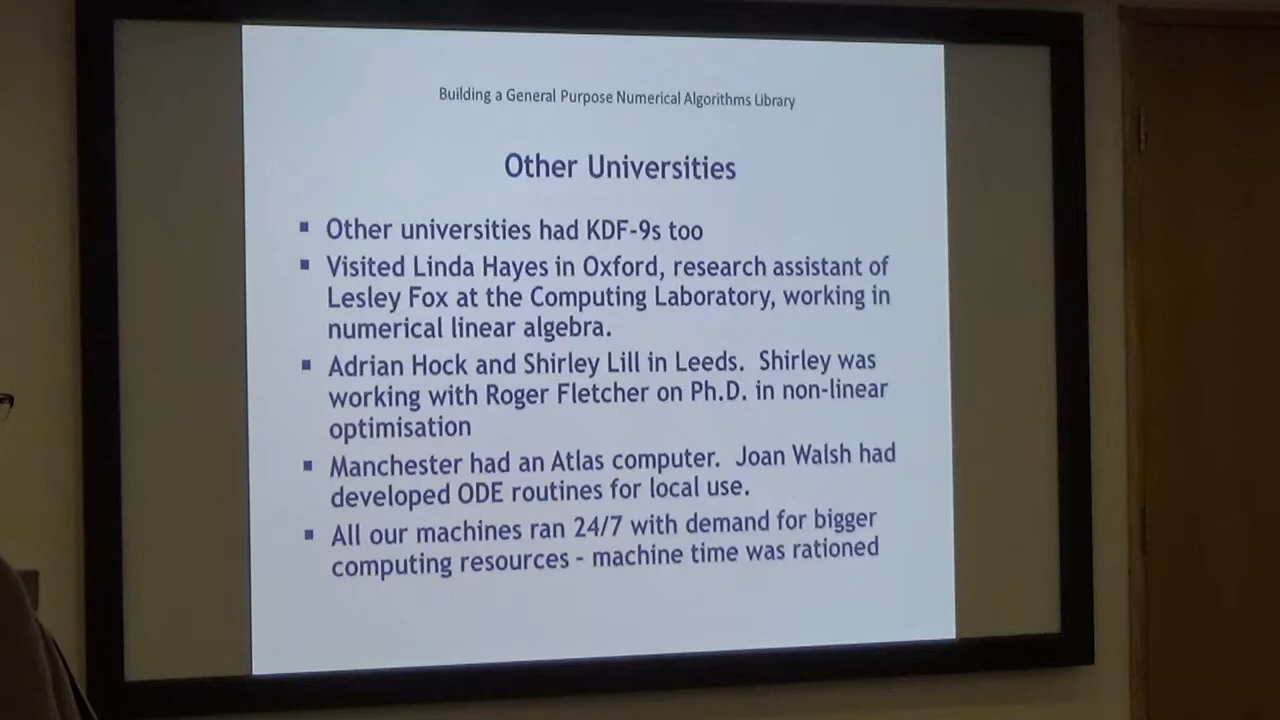 Building a General Purpose Numerical Algorithms Library
Other Universities
▪ Other universities had KDF-9s too
▪ Visited Linda Hayes in Oxford, research assistant of
Lesley Fox at the Computing Laboratory, working in
numerical linear algebra.
▪ Adrian Hock and Shirley Lill in Leeds. Shirley was
working with Roger Fletcher on Ph.D. in non-linear
optimisation
▪ Manchester had an Atlas computer. Joan Walsh had
developed ODE routines for local use.
▪ All our machines ran 24/7 with demand for bigger
computing resources - machine time was rationed